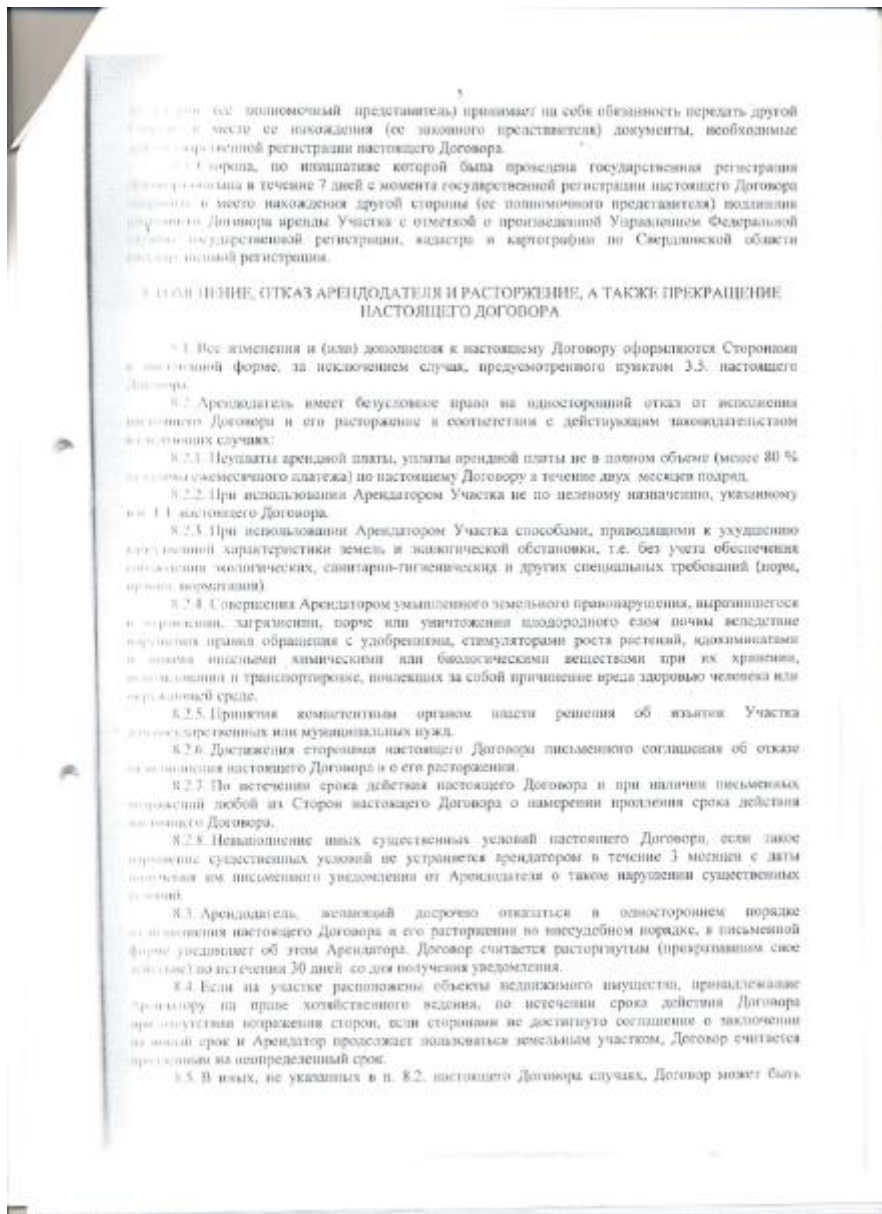 5
(ее полномочный представитель) принимает на себя обязанность передать другой
в месте ее нахождения (ее законного представителя) документы, необходимые
регистрации настоящего Договора.
Сторона, по инициативе которой была проведена государственная регистрация
в течение 7 дней с момента государственной регистрации настоящего Договора
в место нахождения другой стороны (ее полномочного представителя) подлинник
Договора аренды Участка с отметкой о произведенной Управлением Федеральной
государственной регистрации, кадастра и картографии по Свердловской области
регистрации.
ОТКАЗ АРЕНДОДАТЕЛЯ И РАСТОРЖЕНИЕ, А ТАКЖЕ ПРЕКРАЩЕНИЕ
НАСТОЯЩЕГО ДОГОВОРА
8.1. Все изменения и (или) дополнения к настоящему Договору оформляются Сторонами
в форме, за исключением случая, предусмотренного пунктом 3.5. настоящего
Договора.
8.2. Арендодатель имеет безусловное право на односторонний отказ от исполнения
настоящего Договора и его расторжение в соответствии с действующим законодательством
в следующих случаях:
8.2.1. Неуплаты арендной платы, уплаты арендной платы не в полном объеме (менее 80 %
ежемесячного платежа) по настоящему Договору в течение двух месяцев подряд.
8.2.2. При использовании Арендатором Участка не по целевому назначению, указанному
в п. 1.1. настоящего Договора.
8.2.3. При использовании Арендатором Участка способами, приводящими к ухудшению
качественной характеристики земель и экологической обстановки, т.е. без учета обеспечения
соблюдения экологических, санитарно-гигиенических и других специальных требований (норм,
правил, нормативов).
8.2.4. Совершения Арендатором умышленного земельного правонарушения, выразившегося
в отравлении, загрязнении, порче или уничтожении плодородного слоя почвы вследствие
нарушения правил обращения с удобрениями, стимуляторами роста растений, ядохимикатами
и иными опасными химическими или биологическими веществами при их хранении,
использовании и транспортировке, повлекших за собой причинение вреда здоровью человека или
окружающей среде.
8.2.5. Принятия компетентным органом власти решения об изъятии Участка
для государственных или муниципальных нужд.
8.2.6. Достижения сторонами настоящего Договора письменного соглашения об отказе
от исполнения настоящего Договора и о его расторжении.
8.2.7. По истечении срока действия настоящего Договора и при наличии письменных
возражений любой из Сторон настоящего Договора о намерении продления срока действия
настоящего Договора.
8.2.8. Невыполнение иных существенных условий настоящего Договора, если такое
нарушение существенных условий не устраняется арендатором в течение 3 месяцев с даты
получения им письменного уведомления от Арендодателя о таком нарушении существенных
условий.
8.3. Арендодатель, желающий досрочно отказаться в одностороннем порядке
от исполнения настоящего Договора и его расторжения во внесудебном порядке, в письменной
форме уведомляет об этом Арендатора. Договор считается расторгнутым (прекратившим свое
действие) по истечении 30 дней со дня получения уведомления.
8.4. Если на участке расположены объекты недвижимого имущества, принадлежащие
Арендатору на праве хозяйственного ведения, по истечении срока действия Договора
при отсутствии возражения сторон, если сторонами не достигнуто соглашение о заключении
на новый срок и Арендатор продолжает пользоваться земельным участком, Договор считается
продленным на неопределенный срок.
8.5. В иных, не указанных в п. 8.2. настоящего Договора случаях, Договор может быть